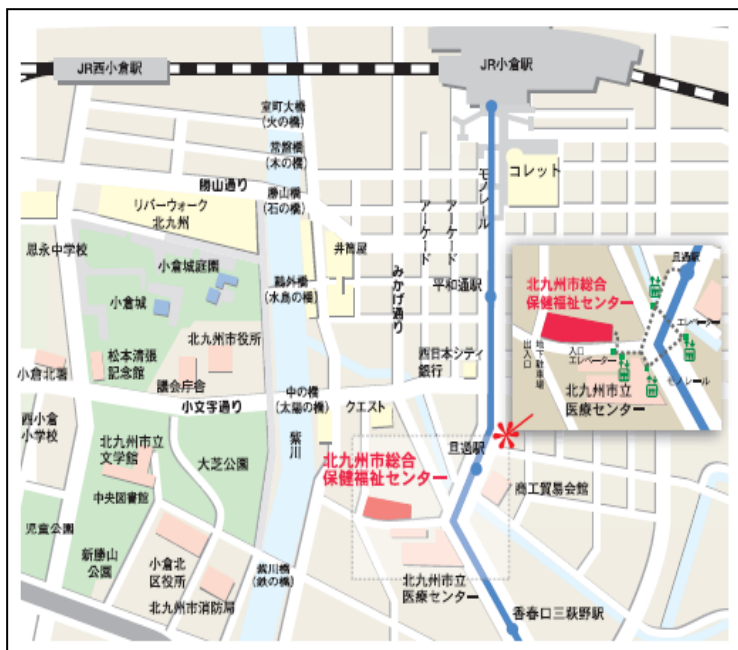 JR西小倉駅
JR小倉駅
室町大橋
(火の橋)
常盤橋
(木の橋)
勝山通り
勝山橋
(石の橋)
モノレール
コレット
アーケード
アーケード
リバーウォーク
北九州
思永中学校
井筒屋
みかげ通り
小倉城庭園
小倉城
鷗外橋
(水鳥の橋)
平和通駅
北九州市役所
松本清張
記念館
小倉北署
議会庁舎
西日本シティ
銀行
中の橋
(太陽の橋)
クエスト
小文字通り
西小倉
小学校
紫川
北九州市立
文学館
大芝公園
中央図書館
北九州市総合
保健福祉センター
旦過駅
商工貿易会館
児童公園
新勝山
公園
小倉北
区役所
紫川橋
(鉄の橋)
北九州市消防局
北九州市立
医療センター
香春口三萩野駅
旦過駅
北九州市総合
保健福祉センター
エレベーター
入口
エレベーター
地下駐車場
出入口
モノレール
北九州市立
医療センター